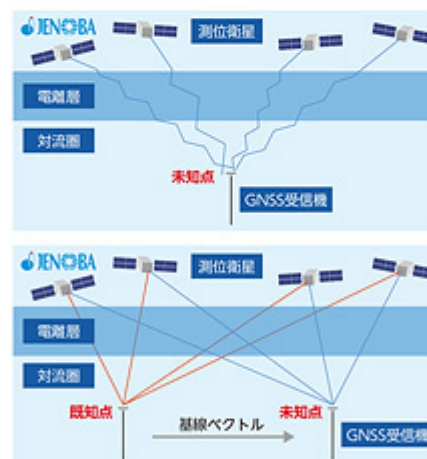 JENOBA
測位衛星
電離層
対流圏
未知点
GNSS受信機
JENOBA
測位衛星
電離層
対流圏
既知点
未知点
基線ベクトル
GNSS受信機